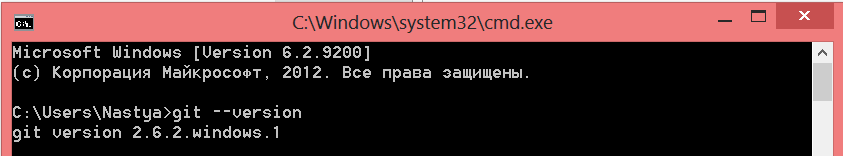 C:\Windows\system32\cmd.exe
Microsoft Windows [Version 6.2.9200]
(c) Корпорация Майкрософт, 2012. Все права защищены.
C:\Users\Nastya>git --version
git version 2.6.2.windows.1